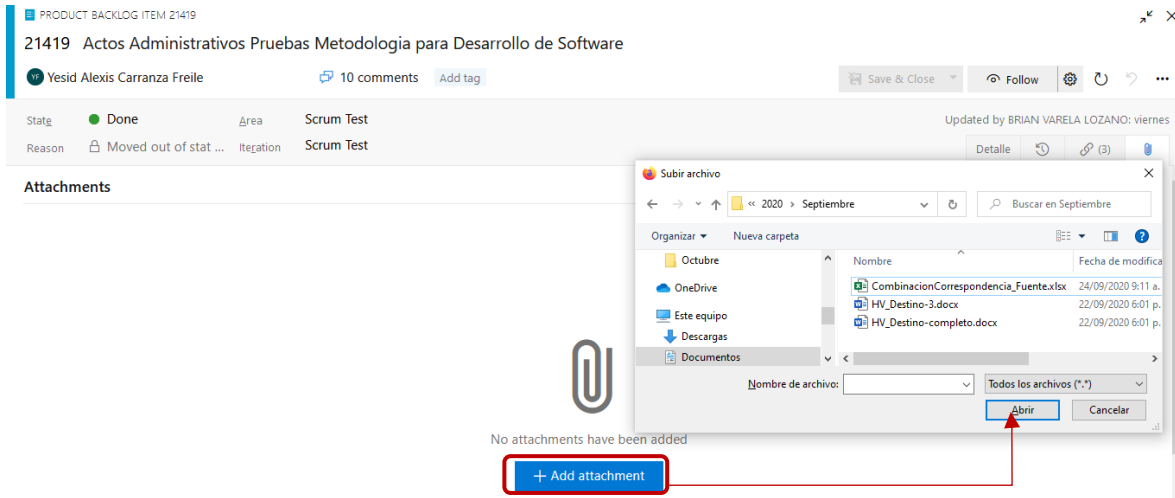 PRODUCT BACKLOG ITEM 21419
21419 Actos Administrativos Pruebas Metodologia para Desarrollo de Software
YF Yesid Alexis Carranza Freile
10 comments
Add tag
Save & Close
Follow
State
Done
Area
Scrum Test
Updated by BRIAN VARELA LOZANO: viernes
Reason
Moved out of stat ...
Iteration
Scrum Test
Detalle
(3)
Attachments
Subir archivo
« 2020 > Septiembre
Buscar en Septiembre
Organizar
Nueva carpeta
Octubre
OneDrive
Este equipo
Descargas
Documentos
Nombre
Fecha de modifica
CombinacionCorrespondencia_Fuente.xlsx 24/09/2020 9:11 a.
HV_Destino-3.docx 22/09/2020 6:01 p.
HV_Destino-completo.docx 22/09/2020 6:01 p.
Nombre de archivo:
Todos los archivos (*.*)
Abrir
Cancelar
No attachments have been added
+ Add attachment